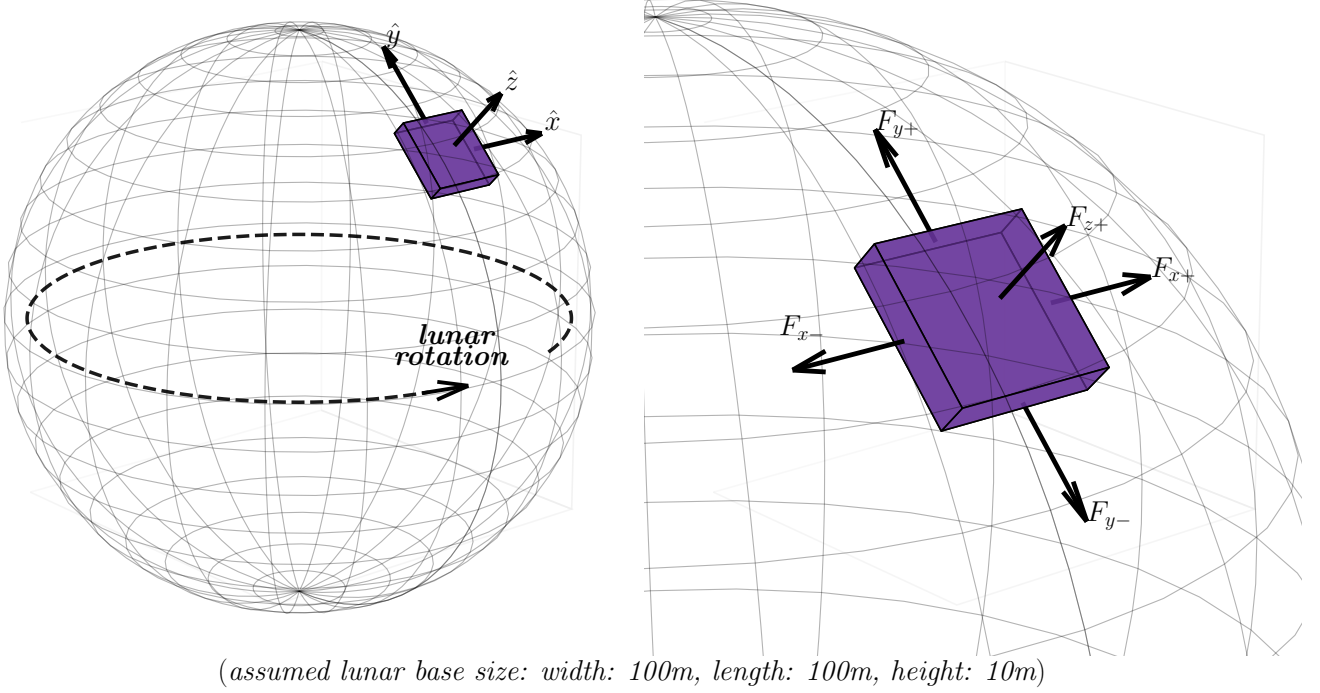 ŷ
ẑ
x̂
lunar
rotation
F_{y+}
F_{z+}
F_{x+}
F_{x-}
F_{y-}
(assumed lunar base size: width: 100m, length: 100m, height: 10m)